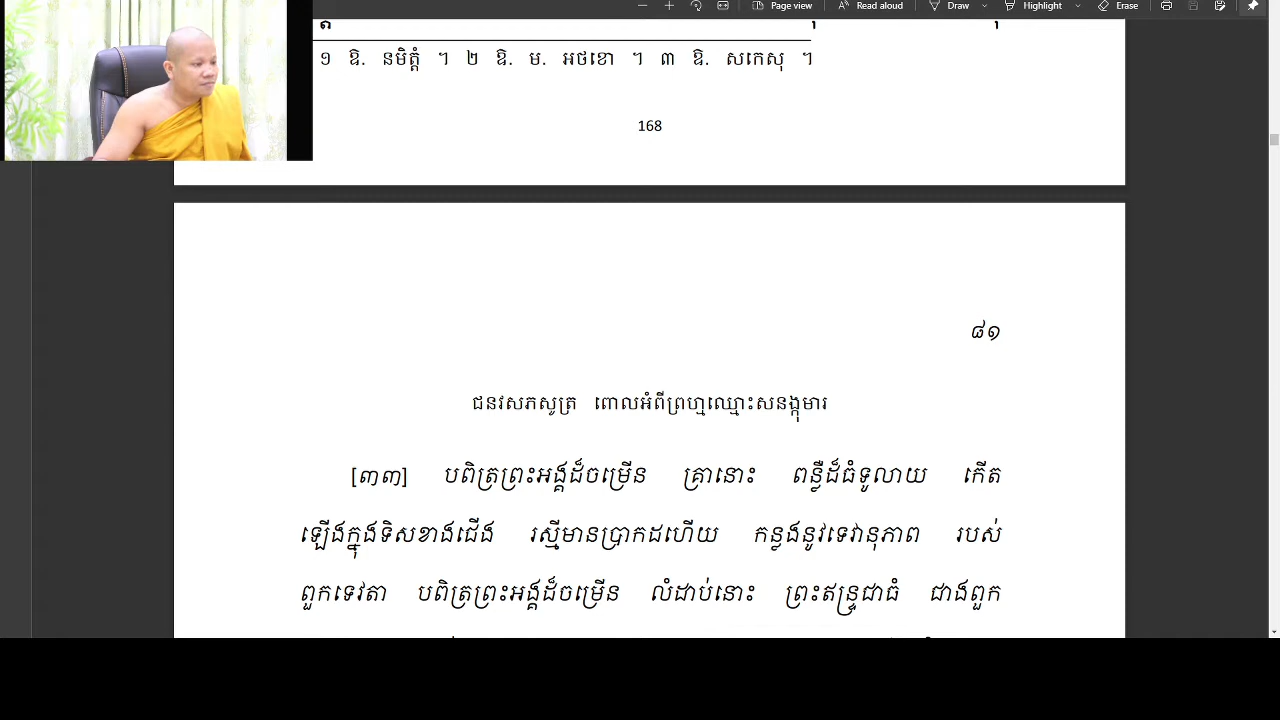 Page view
Read aloud
Draw
Highlight
Erase
១ ឱ. នមិត្តំ ។ ២ ឱ. ម. អថខោ ។ ៣ ឱ. សកេសុ ។
168
៨១
ជនវសភសូត្រ ពោលអំពីព្រហ្មឈ្មោះសនង្កុមារ
[៣៣] បពិត្រព្រះអង្គដ៏ចម្រើន គ្រានោះ ពន្លឺដ៏ធំទូលាយ កើត
ឡើងក្នុងទិសខាងជើង រស្មីមានប្រាកដហើយ កន្លងនូវទេវានុភាព របស់
ពួកទេវតា បពិត្រព្រះអង្គដ៏ចម្រើន លំដាប់នោះ ព្រះឥន្ទ្រជាធំ ជាងពួក